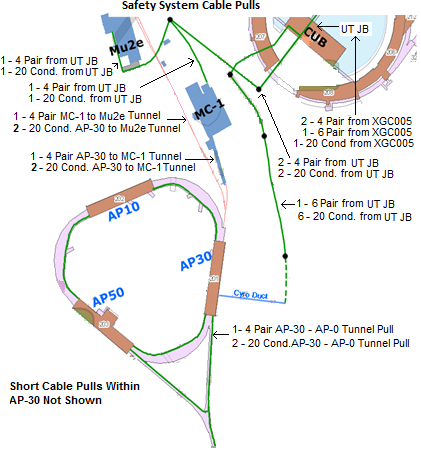 Safety System Cable Pulls
Mu2e
CUB
UT JB
1 - 4 Pair from UT JB
1 - 20 Cond. from UT JB
1 - 4 Pair from UT JB
1 - 20 Cond. from UT JB
MC-1
1 - 4 Pair MC-1 to Mu2e Tunnel
2 - 20 Cond. AP-30 to Mu2e Tunnel
2 - 4 Pair from XGC005
1 - 6 Pair from XGC005
1 - 20 Cond from XGC005
1 - 4 Pair AP-30 to MC-1 Tunnel
2 - 20 Cond. AP-30 to MC-1 Tunnel
2 - 4 Pair from UT JB
2 - 20 Cond. from UT JB
1 - 6 Pair from UT JB
6 - 20 Cond. from UT JB
AP10
AP30
AP50
Cyro Duct
1- 4 Pair AP-30 - AP-0 Tunnel Pull
2 - 20 Cond.AP-30 - AP-0 Tunnel Pull
Short Cable Pulls Within
AP-30 Not Shown